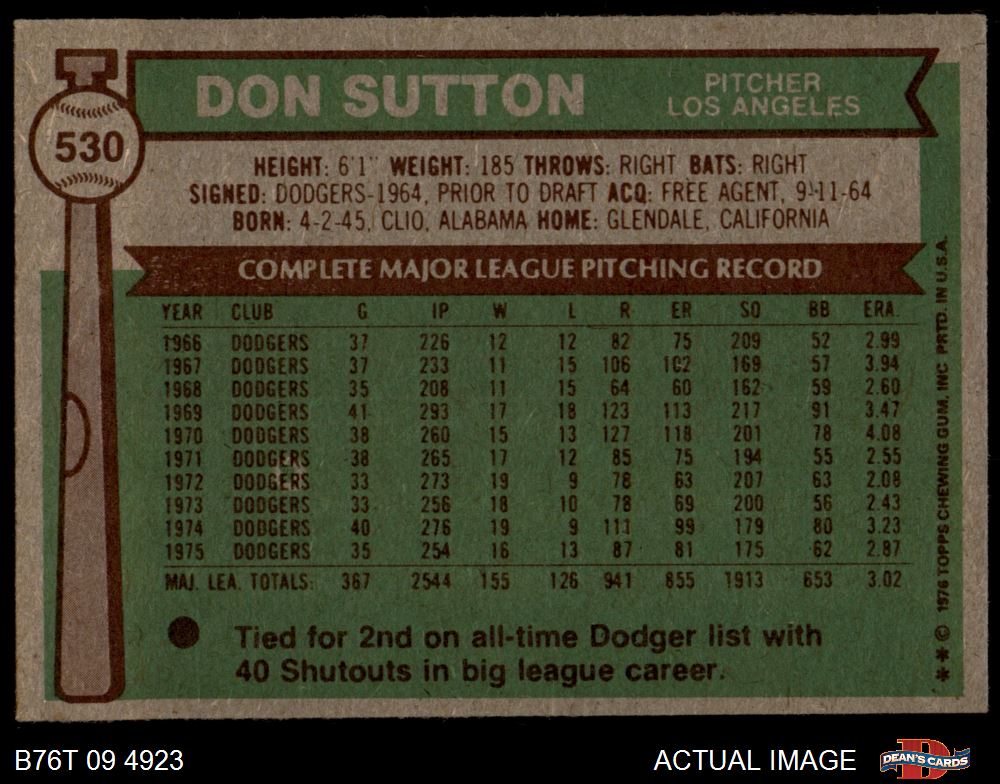 530
DON SUTTON
PITCHER
LOS ANGELES
HEIGHT: 6'1" WEIGHT: 185 THROWS: RIGHT BATS: RIGHT
SIGNED: DODGERS-1964, PRIOR TO DRAFT ACQ: FREE AGENT, 9-11-64
BORN: 4-2-45, CLIO, ALABAMA HOME: GLENDALE, CALIFORNIA
COMPLETE MAJOR LEAGUE PITCHING RECORD
YEAR CLUB G IP W L R ER SO BB ERA
1966 DODGERS 37 226 12 12 82 75 209 52 2.99
1967 DODGERS 37 233 11 15 106 102 169 57 3.94
1968 DODGERS 35 208 11 15 64 60 162 59 2.60
1969 DODGERS 41 293 17 18 123 113 217 91 3.47
1970 DODGERS 38 260 15 13 127 118 201 78 4.08
1971 DODGERS 38 265 17 12 85 75 194 55 2.55
1972 DODGERS 33 273 19 9 78 63 207 63 2.08
1973 DODGERS 33 256 18 10 78 69 200 56 2.43
1974 DODGERS 40 276 19 9 111 99 179 80 3.23
1975 DODGERS 35 254 16 13 87 81 175 62 2.87
MAJ. LEA. TOTALS: 367 2544 155 126 941 855 1913 653 3.02
● Tied for 2nd on all-time Dodger list with
40 Shutouts in big league career.
* * © 1976 TOPPS CHEWING GUM, INC PRTD. IN U.S.A.
B76T 09 4923
ACTUAL IMAGE
DEAN'S CARDS